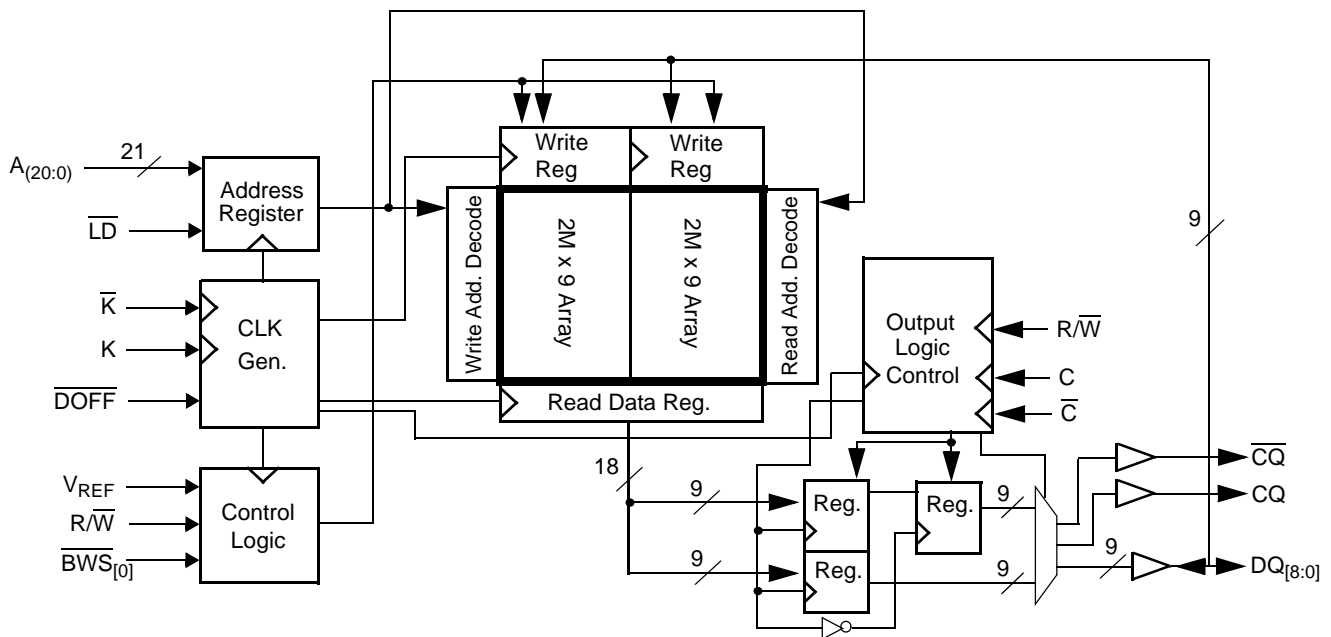 A(20:0)
21
LD
Address
Register
K
K
DOFF
CLK
Gen.
VREF
R/W
BWS[0]
Control
Logic
Write
Reg
Write
Reg
Write Add. Decode
2M x 9 Array
2M x 9 Array
Read Add. Decode
Read Data Reg.
Output
Logic
Control
R/W
C
C
9
18
9
9
Reg.
Reg.
Reg.
9
9
9
CQ
CQ
DQ[8:0]